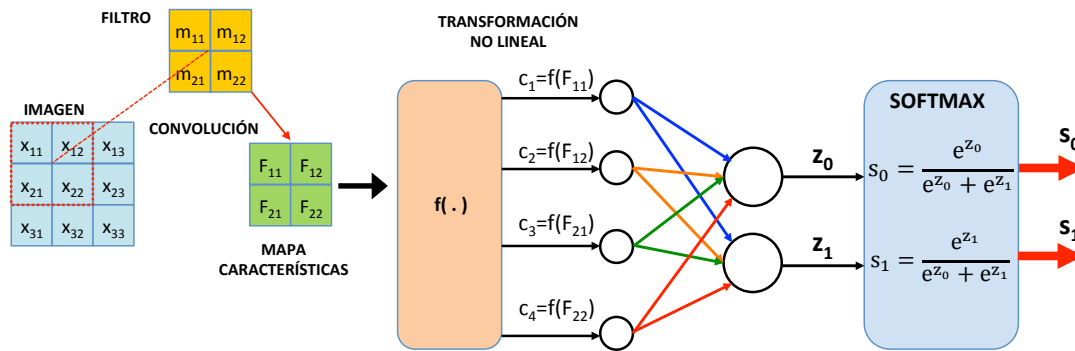 FILTRO
m₁₁ m₁₂
m₂₁ m₂₂
IMAGEN
x₁₁ x₁₂ x₁₃
x₂₁ x₂₂ x₂₃
x₃₁ x₃₂ x₃₃
CONVOLUCIÓN
F₁₁ F₁₂
F₂₁ F₂₂
MAPA
CARACTERÍSTICAS
TRANSFORMACIÓN
NO LINEAL
f( . )
c₁=f(F₁₁)
c₂=f(F₁₂)
c₃=f(F₂₁)
c₄=f(F₂₂)
z₀
z₁
SOFTMAX
s₀ = e^{z₀} / (e^{z₀} + e^{z₁})
s₁ = e^{z₁} / (e^{z₀} + e^{z₁})
s₀
s₁